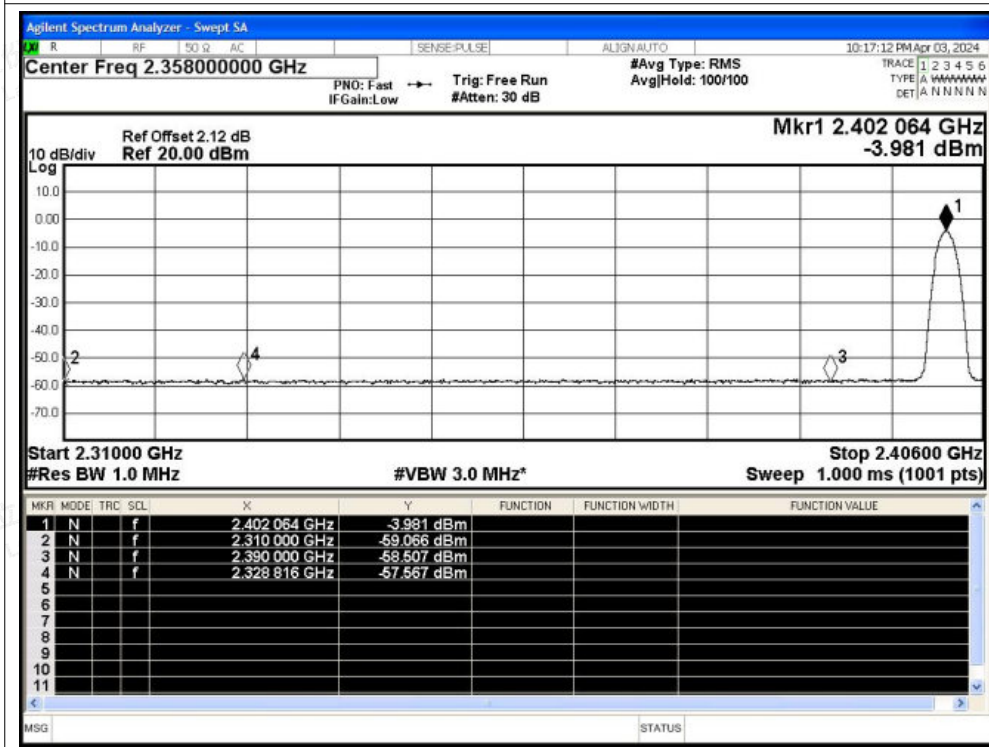 Agilent Spectrum Analyzer - Swept SA
LXI R RF 50 Ω AC SENSE:PULSE ALIGN AUTO 10:17:12 PM Apr 03, 2024
Center Freq 2.358000000 GHz
PNO: Fast
IFGain:Low
Trig: Free Run
#Atten: 30 dB
#Avg Type: RMS
Avg|Hold: 100/100
TRACE 1 2 3 4 5 6
TYPE A WWWWW
DET A N N N N N
Mkr1 2.402 064 GHz
-3.981 dBm
Ref Offset 2.12 dB
10 dB/div Ref 20.00 dBm
Log
10.0
0.00
-10.0
-20.0
-30.0
-40.0
-50.0
-60.0
-70.0
1
2
4
3
Start 2.31000 GHz Stop 2.40600 GHz
#Res BW 1.0 MHz #VBW 3.0 MHz* Sweep 1.000 ms (1001 pts)
MKR MODE TRC SCL X Y FUNCTION FUNCTION WIDTH FUNCTION VALUE
1 N f 2.402 064 GHz -3.981 dBm
2 N f 2.310 000 GHz -59.066 dBm
3 N f 2.390 000 GHz -58.507 dBm
4 N f 2.328 816 GHz -57.567 dBm
5
6
7
8
9
10
11
MSG STATUS